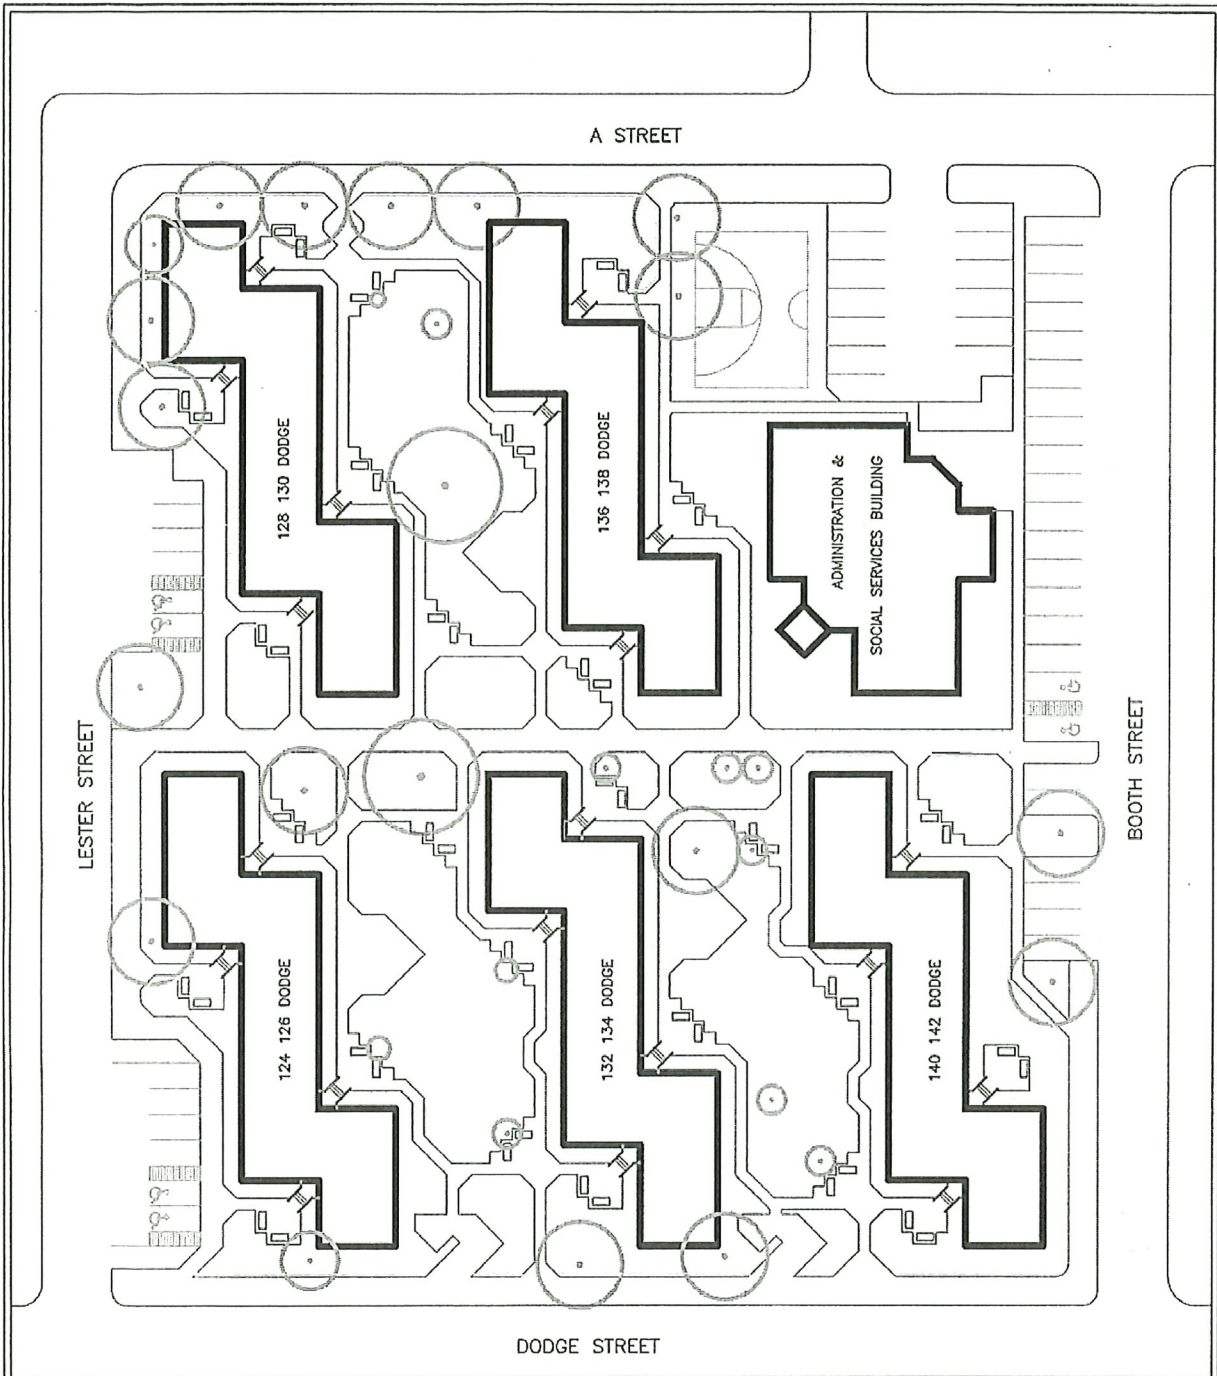 A STREET
128 130 DODGE
136 138 DODGE
ADMINISTRATION &
SOCIAL SERVICES BUILDING
LESTER STREET
BOOTH STREET
124 126 DODGE
132 134 DODGE
140 142 DODGE
DODGE STREET